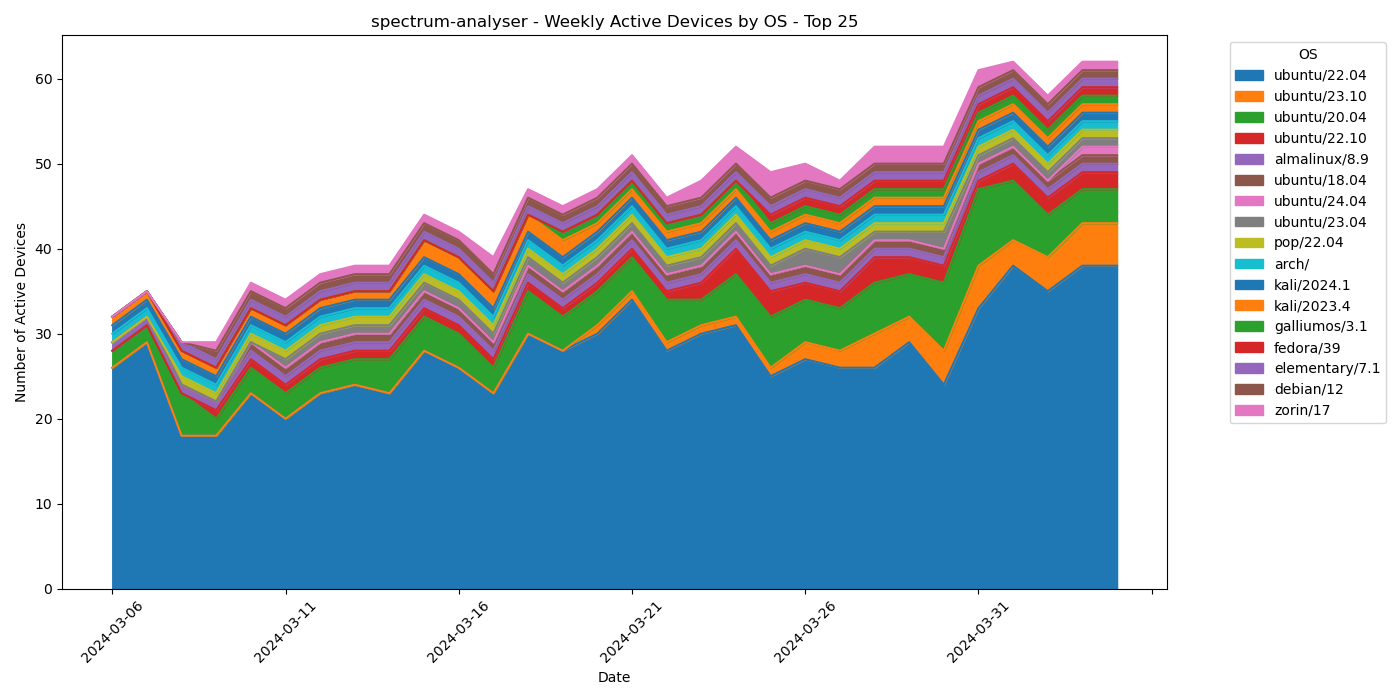 spectrum-analyser - Weekly Active Devices by OS - Top 25
Number of Active Devices
60
50
40
30
20
10
0
2024-03-06
2024-03-11
2024-03-16
2024-03-21
2024-03-26
2024-03-31
Date
OS
ubuntu/22.04
ubuntu/23.10
ubuntu/20.04
ubuntu/22.10
almalinux/8.9
ubuntu/18.04
ubuntu/24.04
ubuntu/23.04
pop/22.04
arch/
kali/2024.1
kali/2023.4
galliumos/3.1
fedora/39
elementary/7.1
debian/12
zorin/17